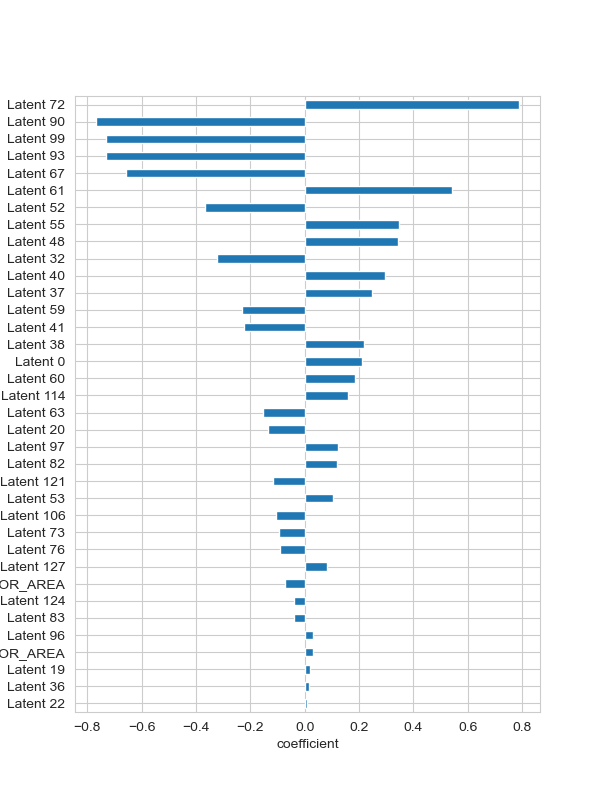 Latent 72
Latent 90
Latent 99
Latent 93
Latent 67
Latent 61
Latent 52
Latent 55
Latent 48
Latent 32
Latent 40
Latent 37
Latent 59
Latent 41
Latent 38
Latent 0
Latent 60
Latent 114
Latent 63
Latent 20
Latent 97
Latent 82
Latent 121
Latent 53
Latent 106
Latent 73
Latent 76
Latent 127
OR_AREA
Latent 124
Latent 83
Latent 96
OR_AREA
Latent 19
Latent 36
Latent 22
−0.8 −0.6 −0.4 −0.2 0.0 0.2 0.4 0.6 0.8
coefficient